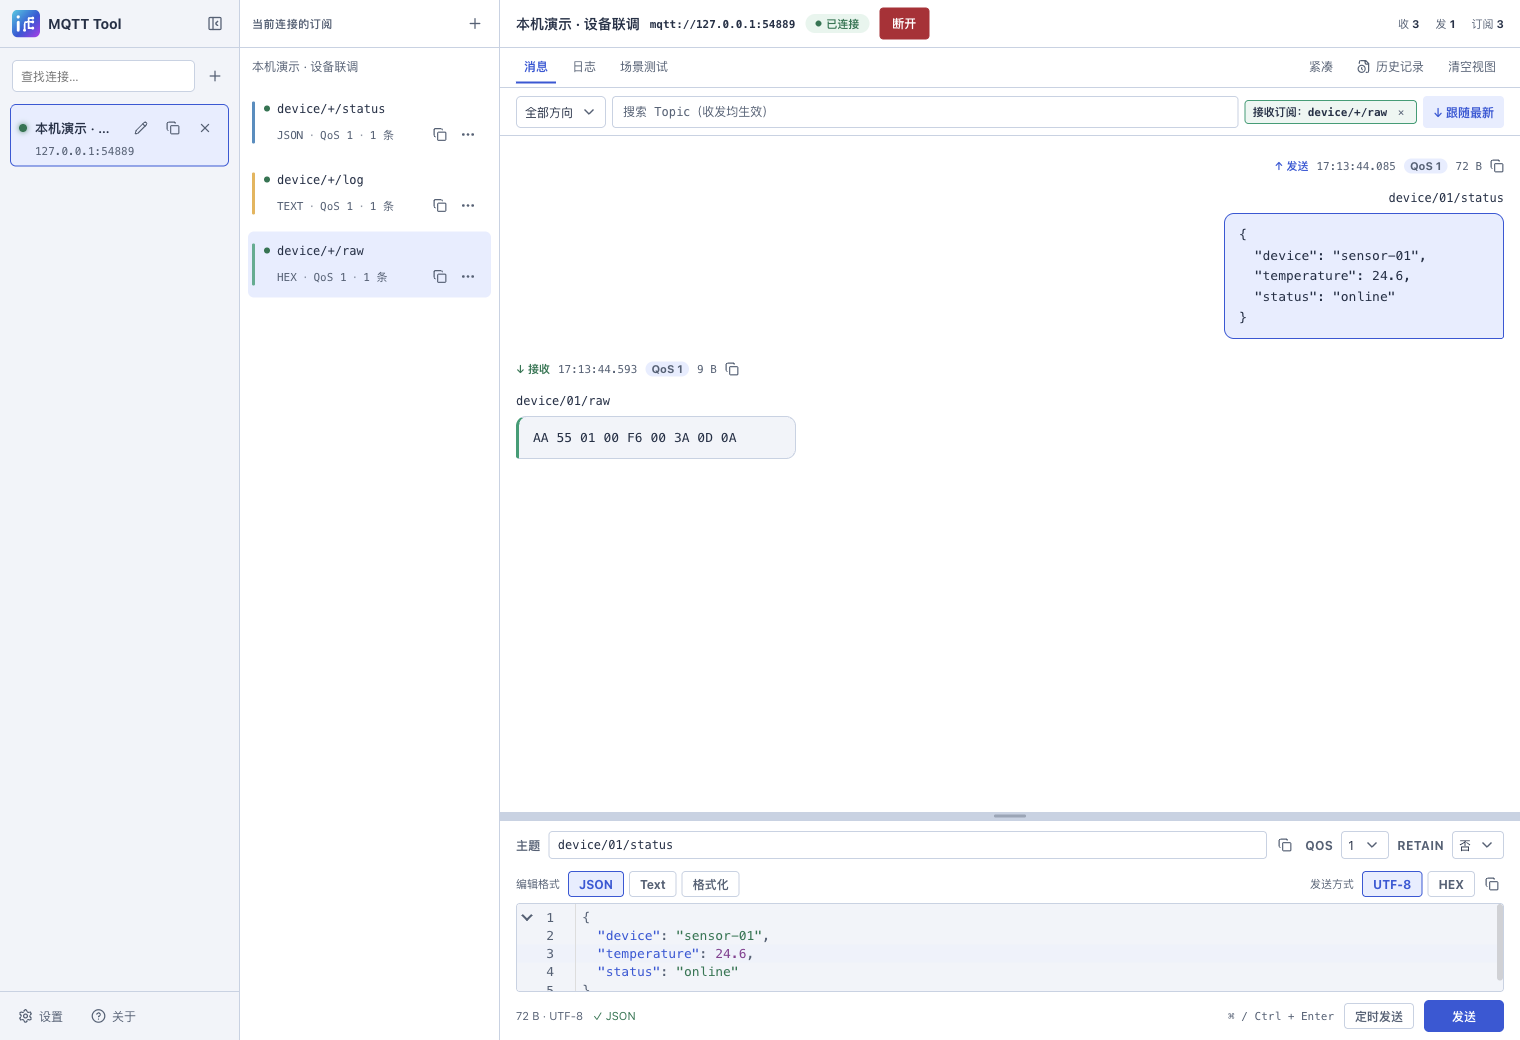 MQTT Tool
查找连接...
本机演示 · ...
127.0.0.1:54889
设置
关于
当前连接的订阅
本机演示 · 设备联调
device/+/status
JSON · QoS 1 · 1 条
device/+/log
TEXT · QoS 1 · 1 条
device/+/raw
HEX · QoS 1 · 1 条
本机演示 · 设备联调 mqtt://127.0.0.1:54889 已连接 断开 收 3 发 1 订阅 3
消息 日志 场景测试 紧凑 历史记录 清空视图
全部方向 搜索 Topic（收发均生效） 接收订阅: device/+/raw × ↓ 跟随最新
↑ 发送 17:13:44.085 QoS 1 72 B
device/01/status
{
"device": "sensor-01",
"temperature": 24.6,
"status": "online"
}
↓ 接收 17:13:44.593 QoS 1 9 B
device/01/raw
AA 55 01 00 F6 00 3A 0D 0A
主题 device/01/status QOS 1 RETAIN 否
编辑格式 JSON Text 格式化 发送方式 UTF-8 HEX
1 {
2 "device": "sensor-01",
3 "temperature": 24.6,
4 "status": "online"
5 }
72 B · UTF-8 ✓ JSON ⌘ / Ctrl + Enter 定时发送 发送